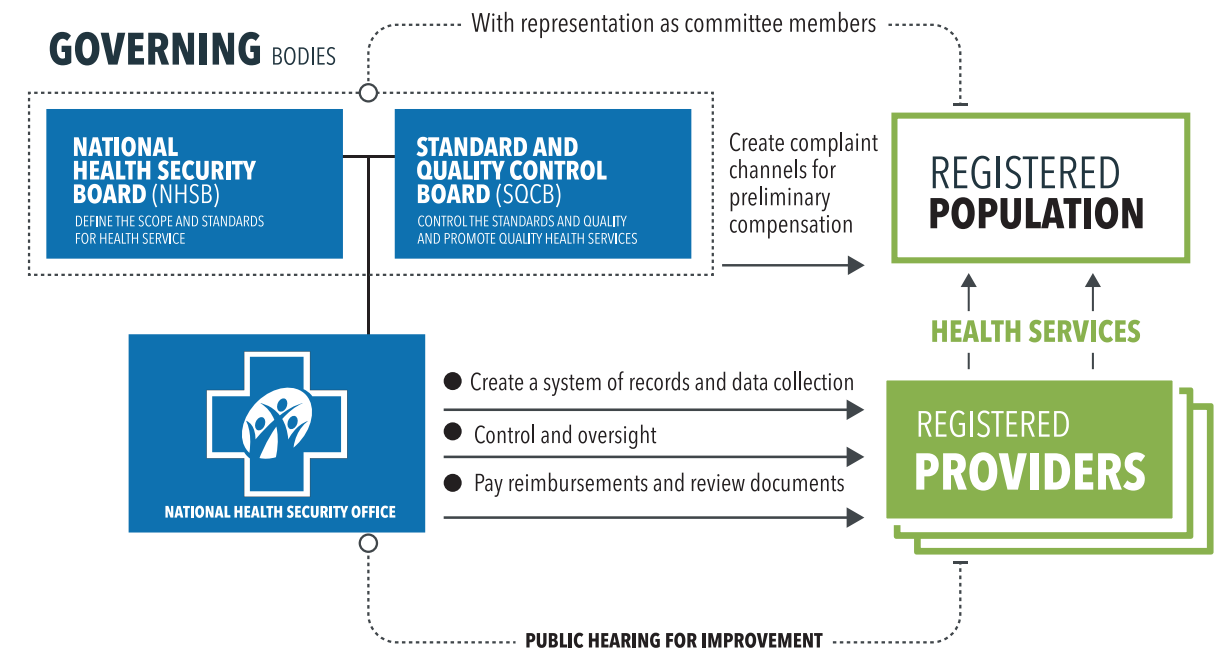 With representation as committee members
GOVERNING BODIES
NATIONAL
HEALTH SECURITY
BOARD (NHSB)
DEFINE THE SCOPE AND STANDARDS
FOR HEALTH SERVICE
STANDARD AND
QUALITY CONTROL
BOARD (SQCB)
CONTROL THE STANDARDS AND QUALITY
AND PROMOTE QUALITY HEALTH SERVICES
Create complaint
channels for
preliminary
compensation
REGISTERED
POPULATION
HEALTH SERVICES
NATIONAL HEALTH SECURITY OFFICE
Create a system of records and data collection
Control and oversight
Pay reimbursements and review documents
REGISTERED
PROVIDERS
PUBLIC HEARING FOR IMPROVEMENT